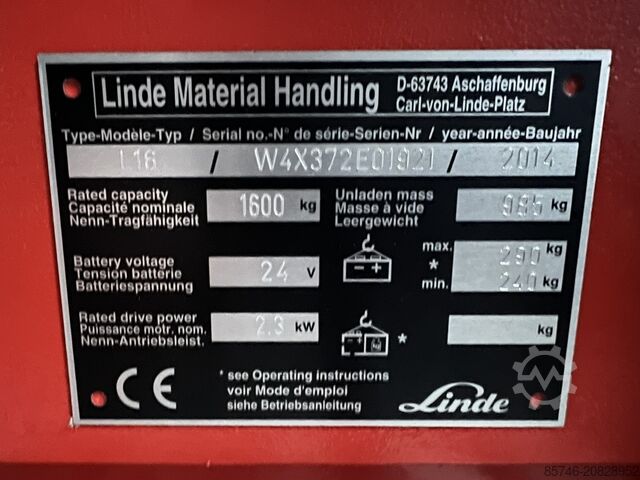 Linde Material Handling
D-63743 Aschaffenburg
Carl-von-Linde-Platz
Type-Modèle-Typ / Serial no.-N° de série-Serien-Nr / year-année-Baujahr
L16 / W4X372E01921 / 2014
Rated capacity
Capacité nominale
Nenn-Tragfähigkeit
1600 kg
Unladen mass
Masse à vide
Leergewicht
985 kg
Battery voltage
Tension batterie
Batteriespannung
24 V
- +
max. 290 kg
*
min. 240 kg
Rated drive power
Puissance motr. nom.
Nenn-Antriebsleist.
2.3 kW
*
kg
CE
* see Operating instructions
voir Mode d'emploi
siehe Betriebsanleitung
Linde
85746-20828952